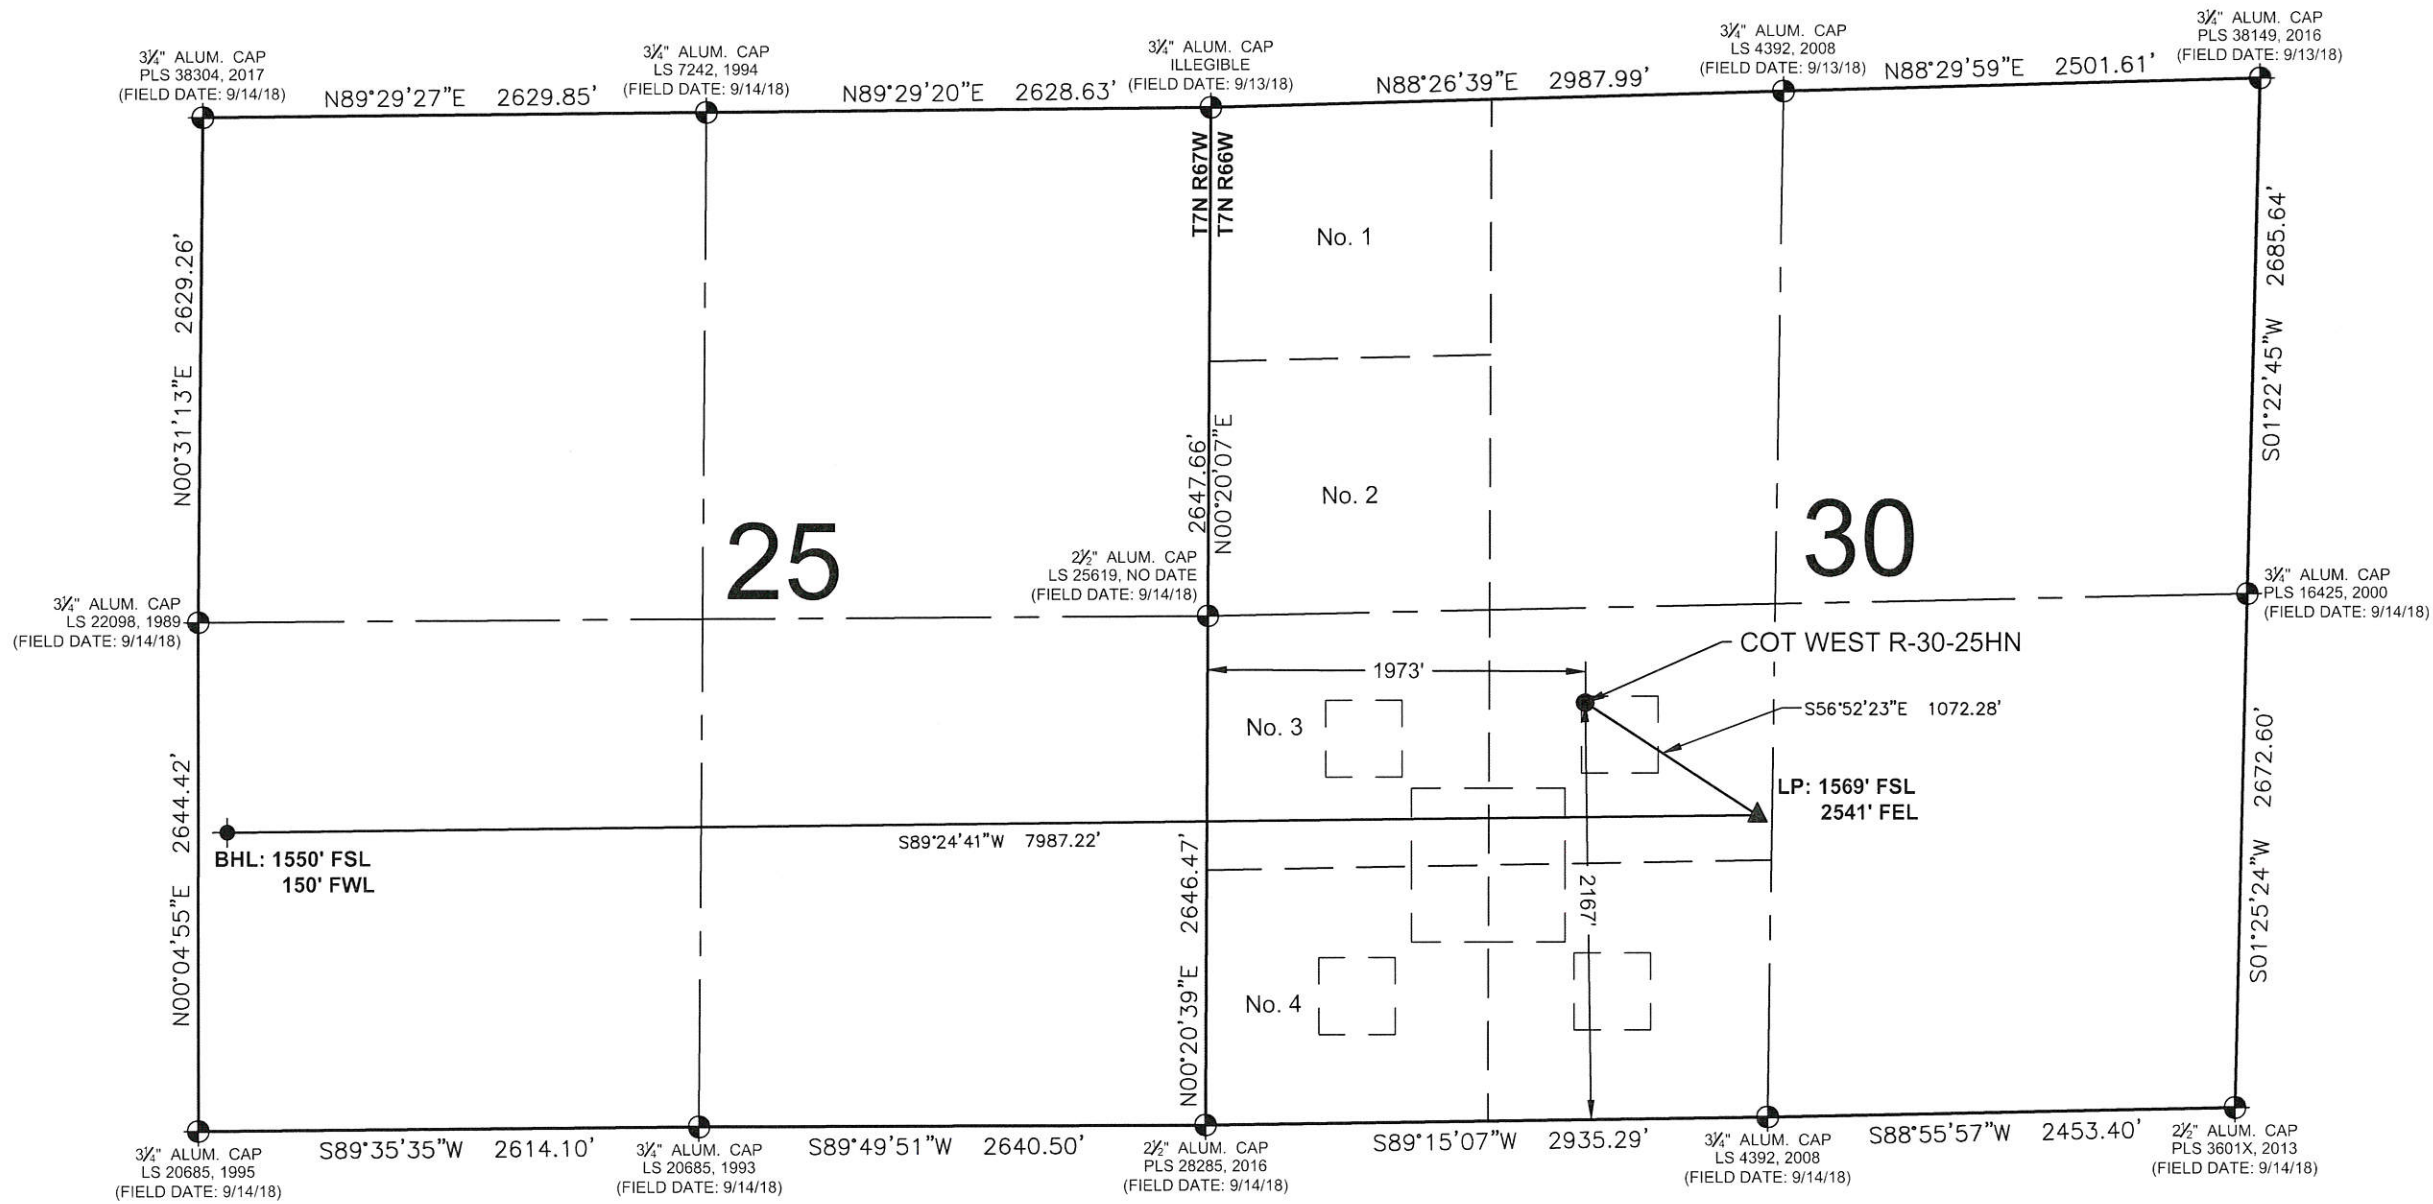 3¼" ALUM. CAP
PLS 38304, 2017
(FIELD DATE: 9/14/18)
N89°29'27"E 2629.85'
3¼" ALUM. CAP
LS 7242, 1994
(FIELD DATE: 9/14/18)
N89°29'20"E 2628.63'
3¼" ALUM. CAP
ILLEGIBLE
(FIELD DATE: 9/13/18)
N88°26'39"E 2987.99'
3¼" ALUM. CAP
LS 4392, 2008
(FIELD DATE: 9/13/18)
N88°29'59"E 2501.61'
3¼" ALUM. CAP
PLS 38149, 2016
(FIELD DATE: 9/13/18)
T7N R67W
T7N R66W
N00°31'13"E 2629.26'
No. 1
S01°22'45"W 2685.64'
2647.66'
N00°20'07"E
No. 2
25
30
2½" ALUM. CAP
LS 25619, NO DATE
(FIELD DATE: 9/14/18)
3¼" ALUM. CAP
LS 22098, 1989
(FIELD DATE: 9/14/18)
3¼" ALUM. CAP
PLS 16425, 2000
(FIELD DATE: 9/14/18)
COT WEST R-30-25HN
1973'
S56°52'23"E 1072.28'
No. 3
LP: 1569' FSL
2541' FEL
N00°04'55"E 2644.42'
S89°24'41"W 7987.22'
BHL: 1550' FSL
150' FWL
N00°20'39"E 2646.47'
2167'
S01°25'24"W 2672.60'
No. 4
3¼" ALUM. CAP
LS 20685, 1995
(FIELD DATE: 9/14/18)
S89°35'35"W 2614.10'
3¼" ALUM. CAP
LS 20685, 1993
(FIELD DATE: 9/14/18)
S89°49'51"W 2640.50'
2½" ALUM. CAP
PLS 28285, 2016
(FIELD DATE: 9/14/18)
S89°15'07"W 2935.29'
3¼" ALUM. CAP
LS 4392, 2008
(FIELD DATE: 9/14/18)
S88°55'57"W 2453.40'
2½" ALUM. CAP
PLS 3601X, 2013
(FIELD DATE: 9/14/18)